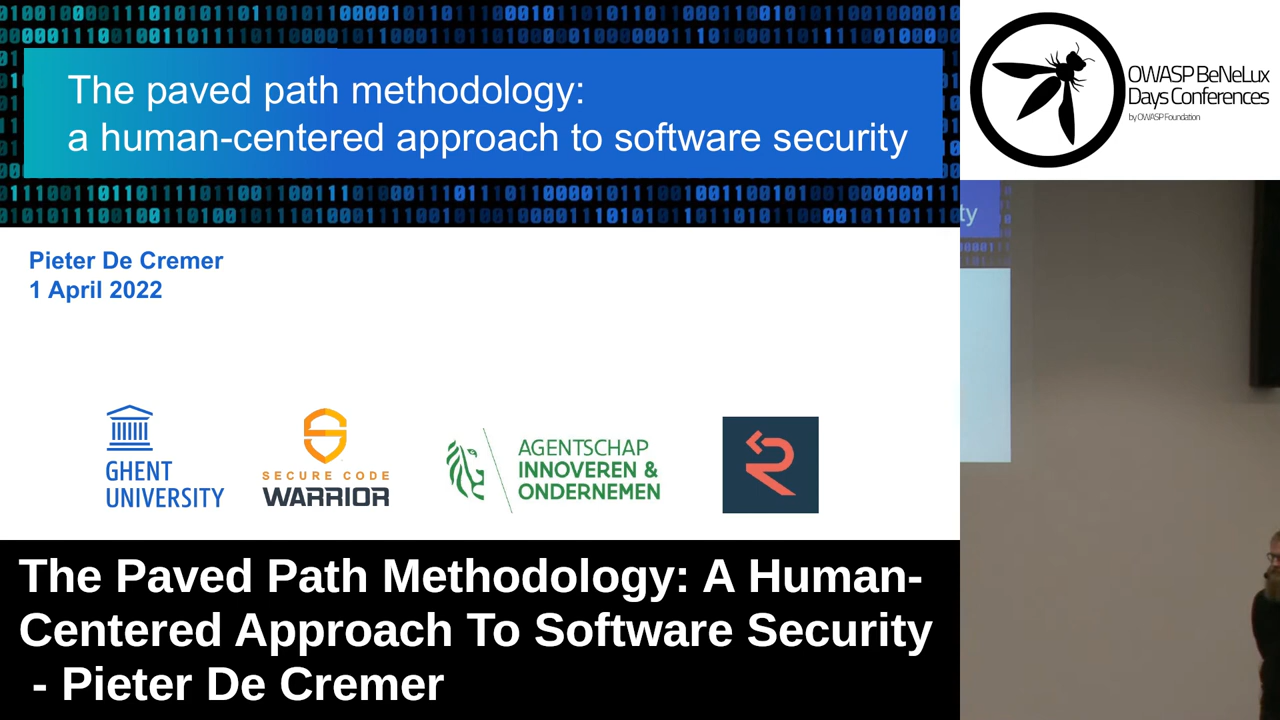 The paved path methodology:
a human-centered approach to software security
OWASP BeNeLux
Days Conferences
by OWASP Foundation
ty
Pieter De Cremer
1 April 2022
GHENT
UNIVERSITY
SECURE CODE
WARRIOR
AGENTSCHAP
INNOVEREN &
ONDERNEMEN
The Paved Path Methodology: A Human-
Centered Approach To Software Security
- Pieter De Cremer